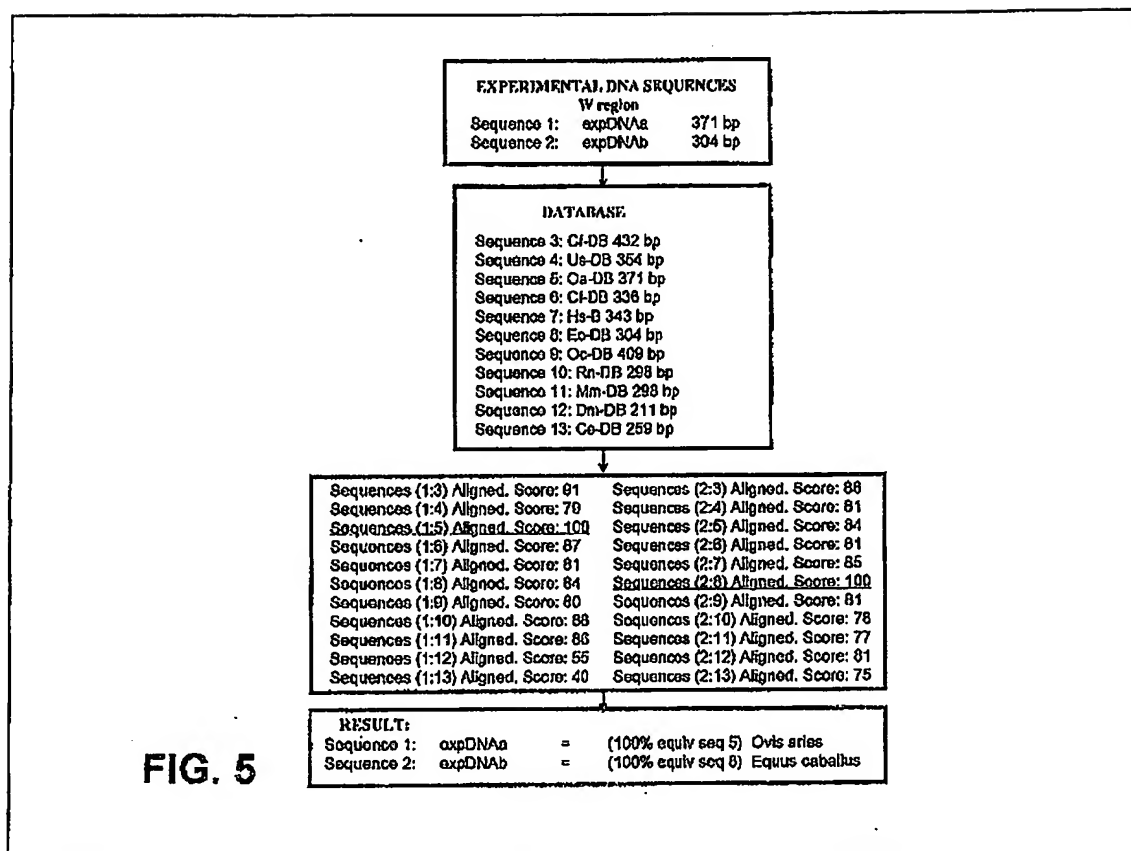 EXPERIMENTAL DNA SEQUENCES
W region
Sequence 1: expDNAa 371 bp
Sequence 2: expDNAb 304 bp
DATABASE
Sequence 3: Cf-DB 432 bp
Sequence 4: Us-DB 354 bp
Sequence 5: Oa-DB 371 bp
Sequence 6: Cl-DB 336 bp
Sequence 7: Hs-B 343 bp
Sequence 8: Ec-DB 304 bp
Sequence 9: Oc-DB 409 bp
Sequence 10: Rn-DB 298 bp
Sequence 11: Mm-DB 298 bp
Sequence 12: Dm-DB 211 bp
Sequence 13: Ce-DB 259 bp
Sequences (1:3) Aligned. Score: 91
Sequences (1:4) Aligned. Score: 79
Sequences (1:5) Aligned. Score: 100
Sequences (1:6) Aligned. Score: 87
Sequences (1:7) Aligned. Score: 81
Sequences (1:8) Aligned. Score: 84
Sequences (1:9) Aligned. Score: 80
Sequences (1:10) Aligned. Score: 88
Sequences (1:11) Aligned. Score: 86
Sequences (1:12) Aligned. Score: 55
Sequences (1:13) Aligned. Score: 40
Sequences (2:3) Aligned. Score: 88
Sequences (2:4) Aligned. Score: 81
Sequences (2:5) Aligned. Score: 84
Sequences (2:6) Aligned. Score: 81
Sequences (2:7) Aligned. Score: 85
Sequences (2:8) Aligned. Score: 100
Sequences (2:9) Aligned. Score: 81
Sequences (2:10) Aligned. Score: 78
Sequences (2:11) Aligned. Score: 77
Sequences (2:12) Aligned. Score: 81
Sequences (2:13) Aligned. Score: 75
RESULT:
Sequence 1: expDNAa = (100% equiv seq 5) Ovis aries
Sequence 2: expDNAb = (100% equiv seq 8) Equus caballus
FIG. 5